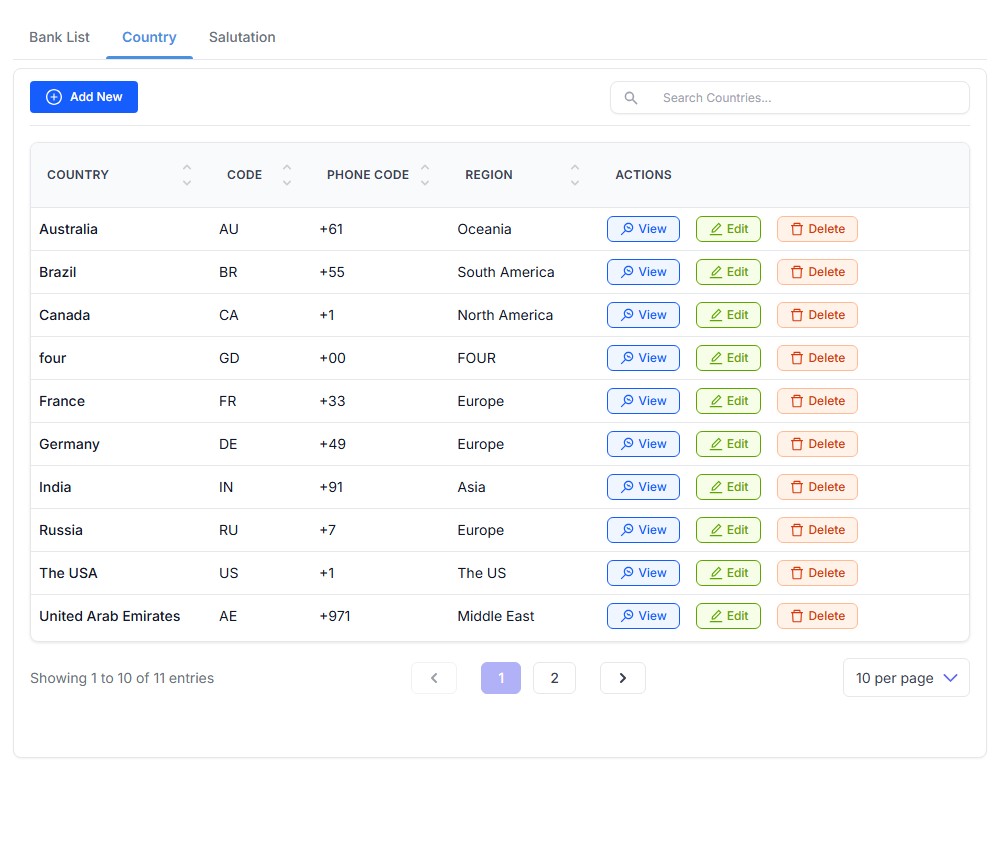 Bank List Country Salutation
Add New Search Countries...
COUNTRY CODE PHONE CODE REGION ACTIONS
Australia AU +61 Oceania View Edit Delete
Brazil BR +55 South America View Edit Delete
Canada CA +1 North America View Edit Delete
four GD +00 FOUR View Edit Delete
France FR +33 Europe View Edit Delete
Germany DE +49 Europe View Edit Delete
India IN +91 Asia View Edit Delete
Russia RU +7 Europe View Edit Delete
The USA US +1 The US View Edit Delete
United Arab Emirates AE +971 Middle East View Edit Delete
Showing 1 to 10 of 11 entries 1 2 10 per page